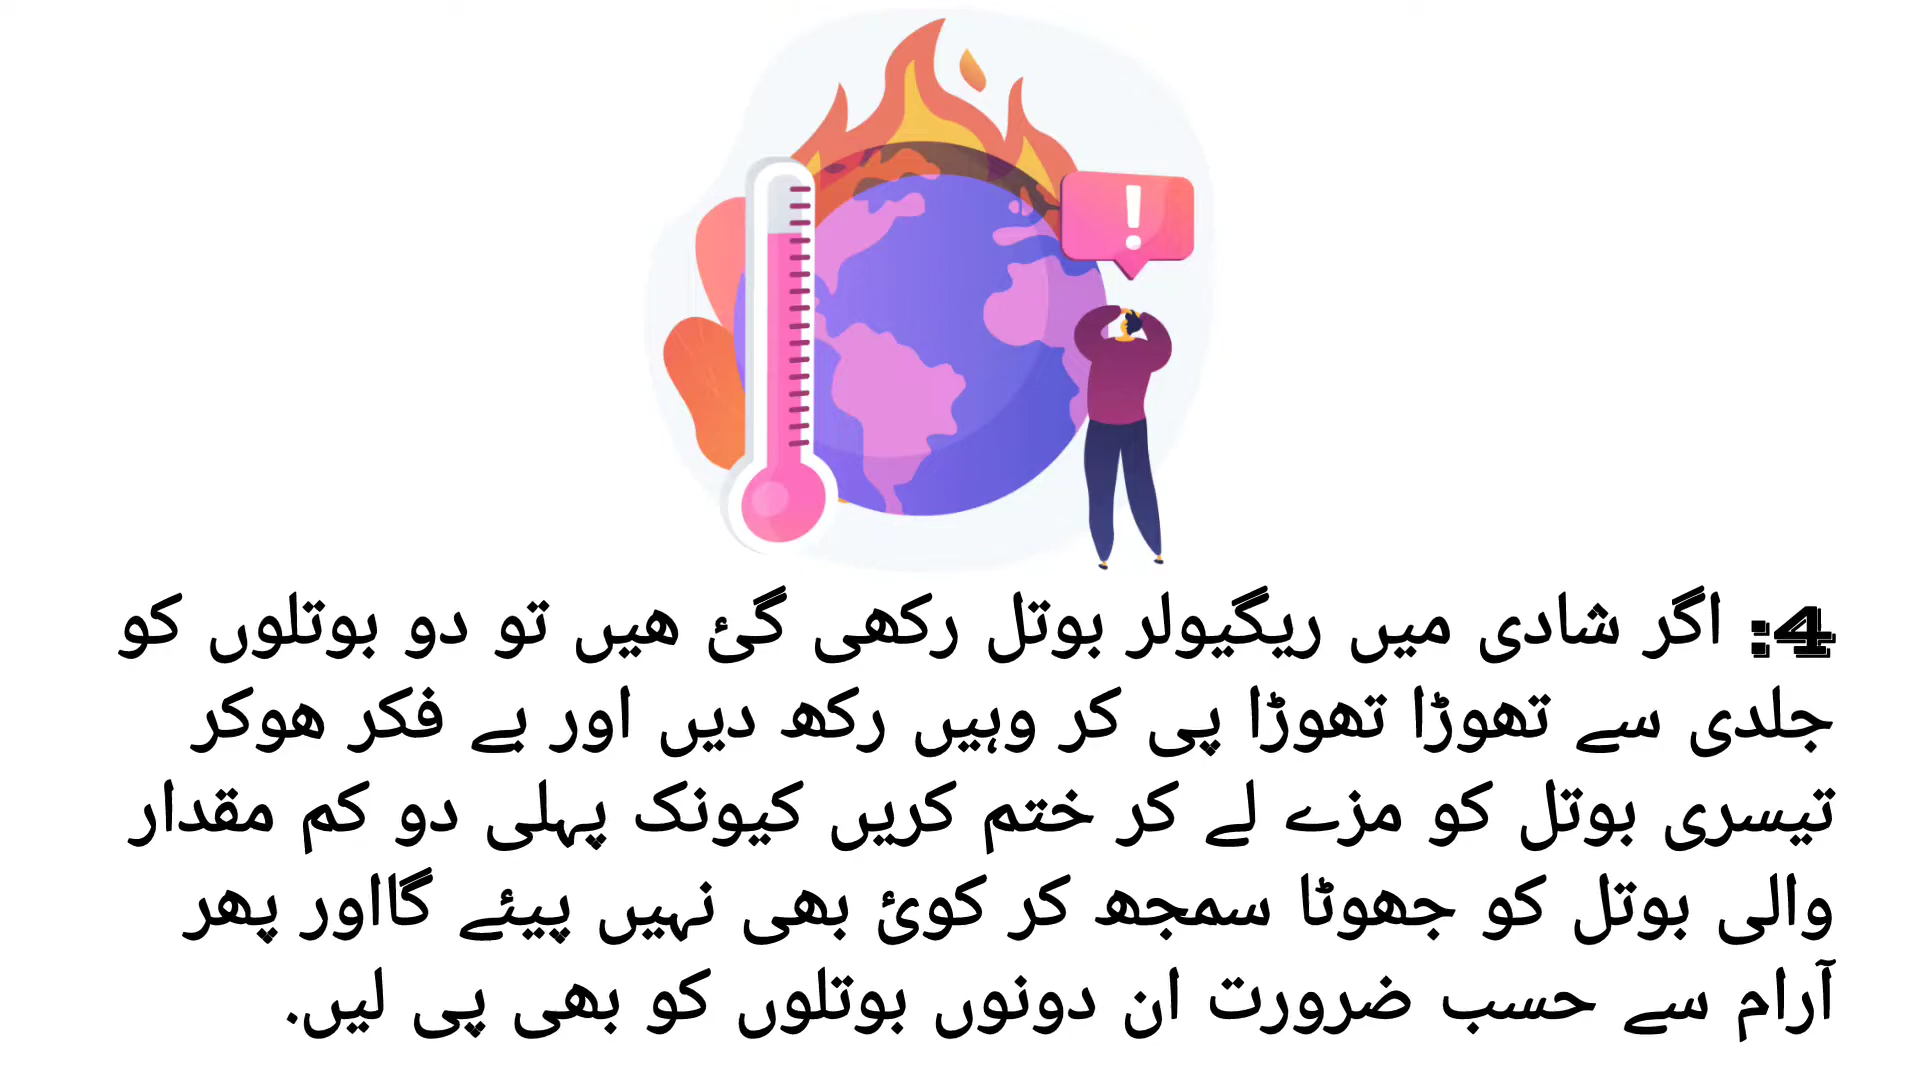 !
4: اگر شادی میں ریگیولر بوتل رکھی گئ ھیں تو دو بوتلوں کو
جلدی سے تھوڑا تھوڑا پی کر وہیں رکھ دیں اور بے فکر ھوکر
تیسری بوتل کو مزے لے کر ختم کریں کیونک پہلی دو کم مقدار
والی بوتل کو جھوٹا سمجھ کر کوئ بھی نہیں پیئے گااور پھر
آرام سے حسب ضرورت ان دونوں بوتلوں کو بھی پی لیں.